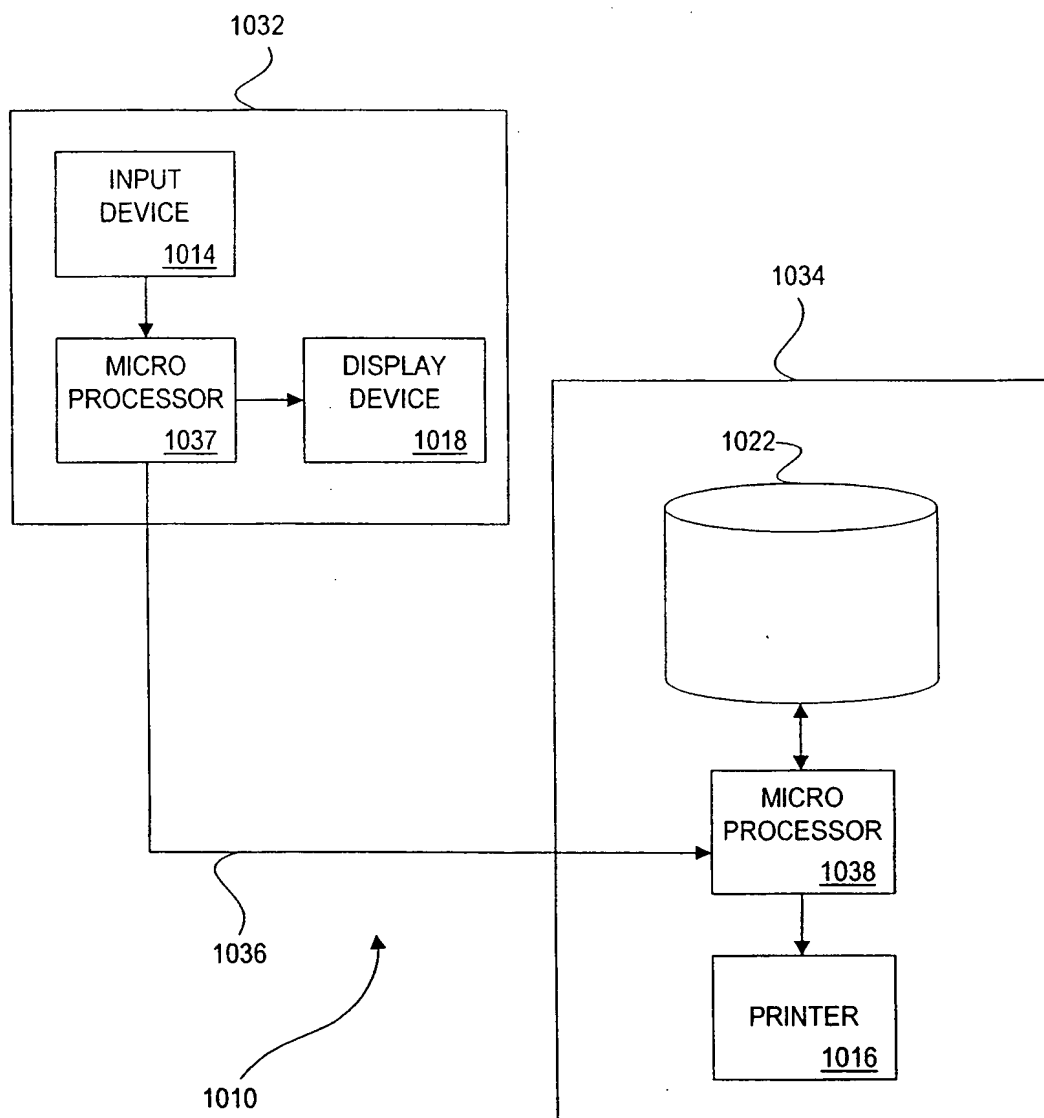 1032
INPUT
DEVICE
1014
MICRO
PROCESSOR
1037
DISPLAY
DEVICE
1018
1034
1022
MICRO
PROCESSOR
1038
1036
PRINTER
1016
1010